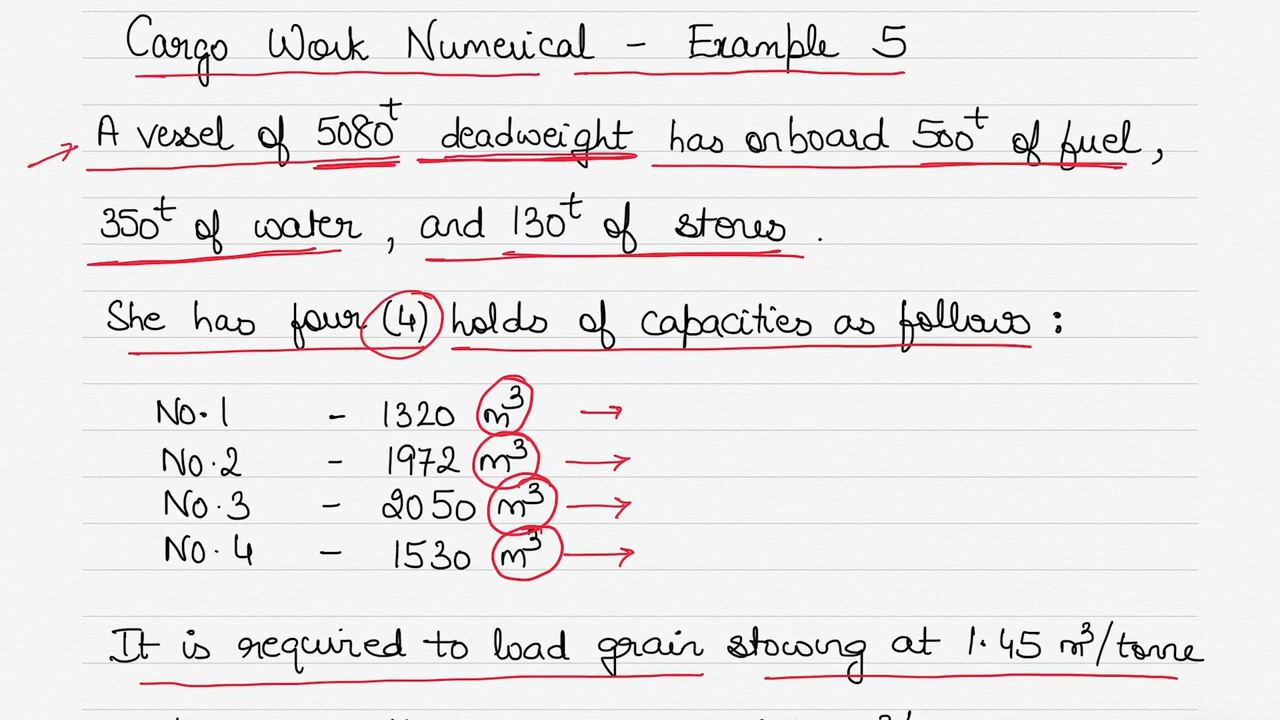 Cargo Work Numerical - Example 5
A vessel of 5080ᵗ deadweight has onboard 500ᵗ of fuel,
350ᵗ of water, and 130ᵗ of stores.
She has four (4) holds of capacities as follows:
No.1 - 1320 m³
No.2 - 1972 m³
No.3 - 2050 m³
No.4 - 1530 m³
It is required to load grain stowing at 1.45 m³/tonne